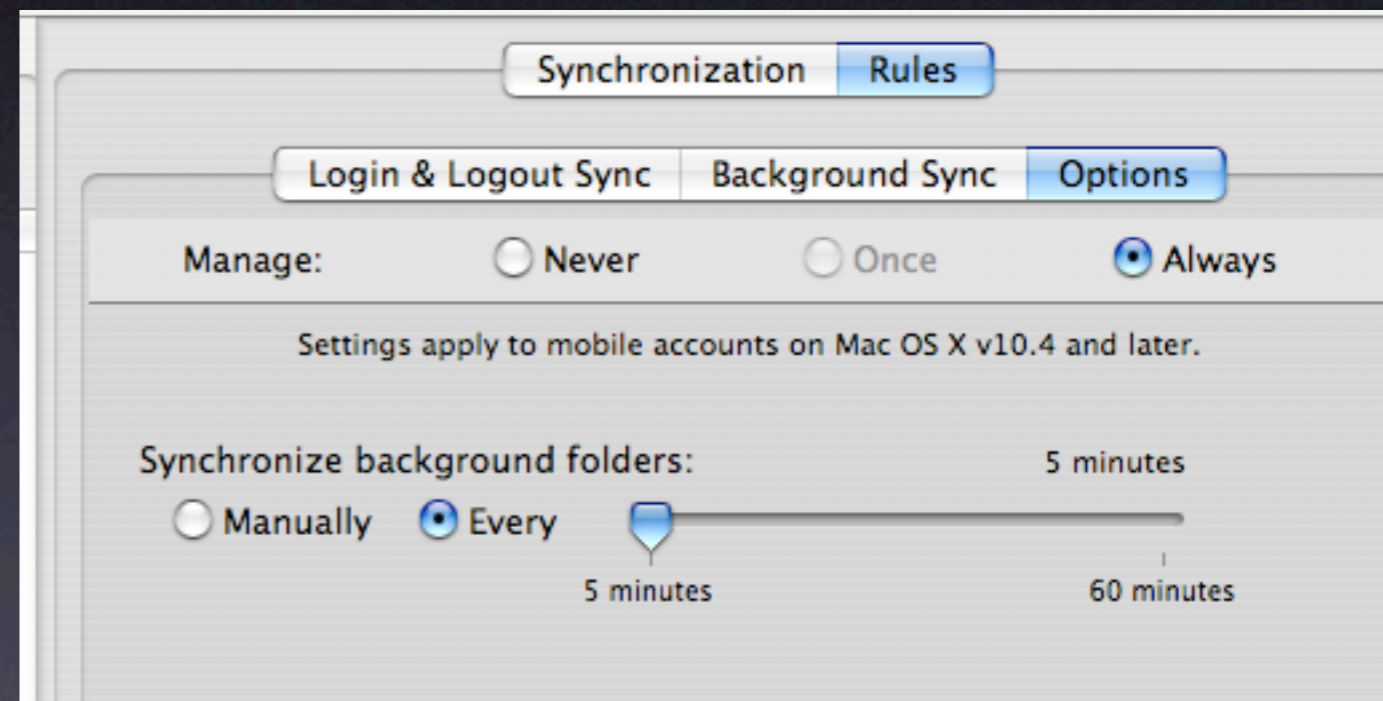 Synchronization Rules
Login & Logout Sync Background Sync Options
Manage: Never Once Always
Settings apply to mobile accounts on Mac OS X v10.4 and later.
Synchronize background folders: 5 minutes
Manually Every
5 minutes 60 minutes